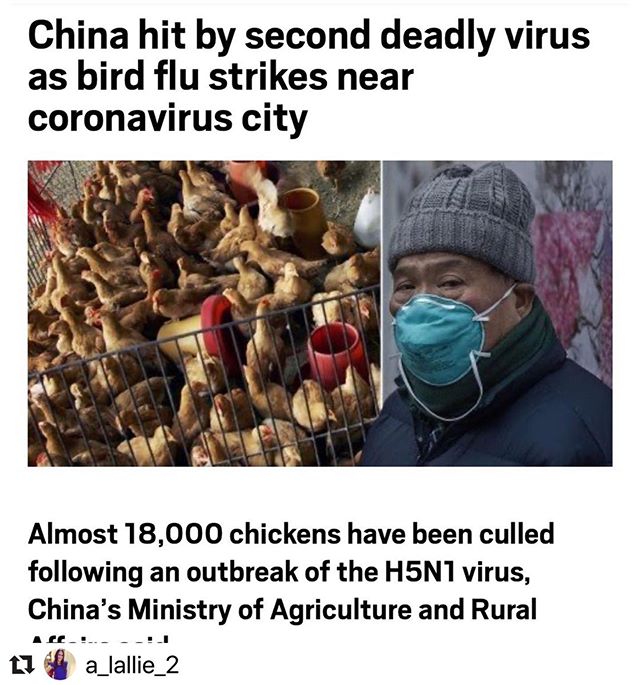 China hit by second deadly virus
as bird flu strikes near
coronavirus city
Almost 18,000 chickens have been culled
following an outbreak of the H5N1 virus,
China's Ministry of Agriculture and Rural
a_lallie_2